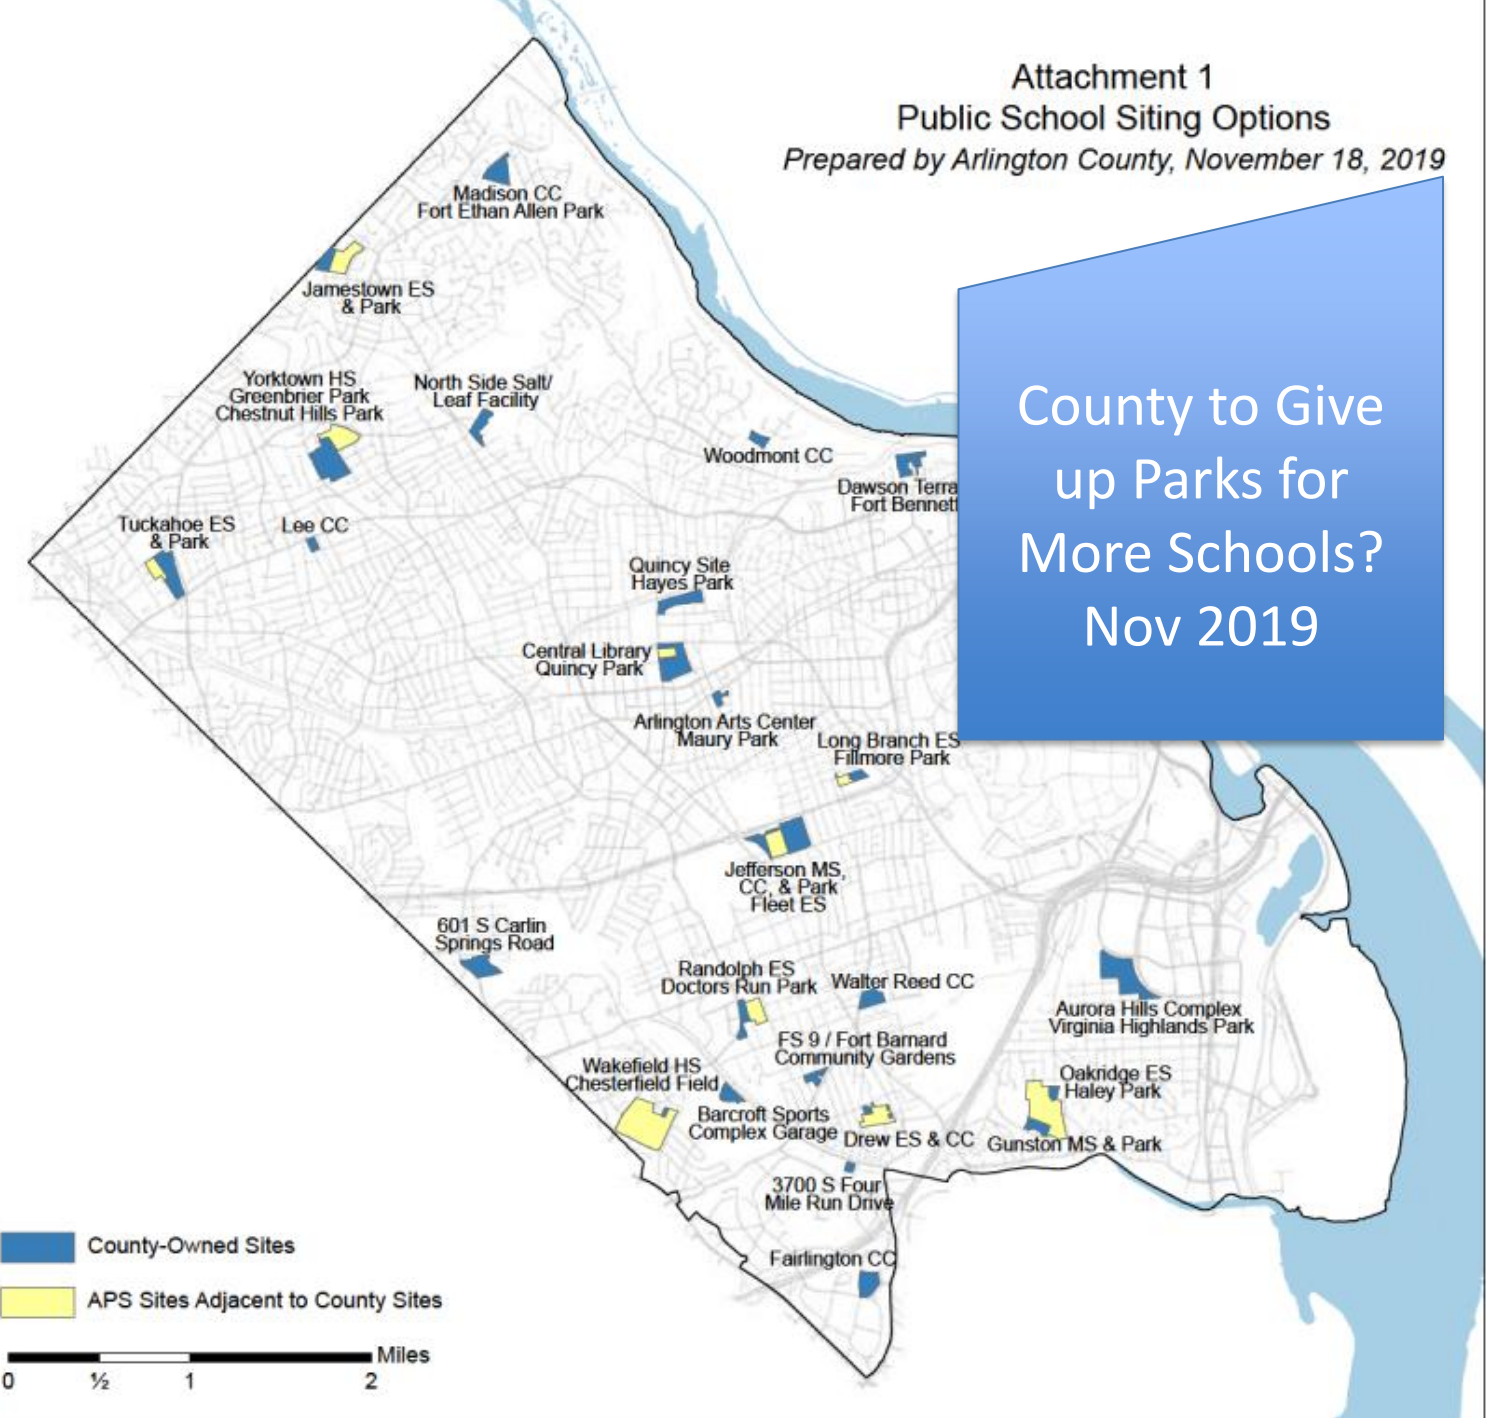 Attachment 1
Public School Siting Options
Prepared by Arlington County, November 18, 2019
County to Give
up Parks for
More Schools?
Nov 2019
Madison CC
Fort Ethan Allen Park
Jamestown ES
& Park
Yorktown HS
Greenbrier Park
Chestnut Hills Park
North Side Salt/
Leaf Facility
Woodmont CC
Dawson Terra
Fort Bennett
Tuckahoe ES
& Park
Lee CC
Quincy Site
Hayes Park
Central Library
Quincy Park
Arlington Arts Center
Maury Park
Long Branch ES
Fillmore Park
Jefferson MS,
CC, & Park
Fleet ES
601 S Carlin
Springs Road
Randolph ES
Doctors Run Park
Walter Reed CC
Aurora Hills Complex
Virginia Highlands Park
FS 9 / Fort Barnard
Community Gardens
Wakefield HS
Chesterfield Field
Oakridge ES
Haley Park
Barcroft Sports
Complex Garage
Drew ES & CC
Gunston MS & Park
3700 S Four
Mile Run Drive
Fairlington CC
County-Owned Sites
APS Sites Adjacent to County Sites
Miles
0 ½ 1 2